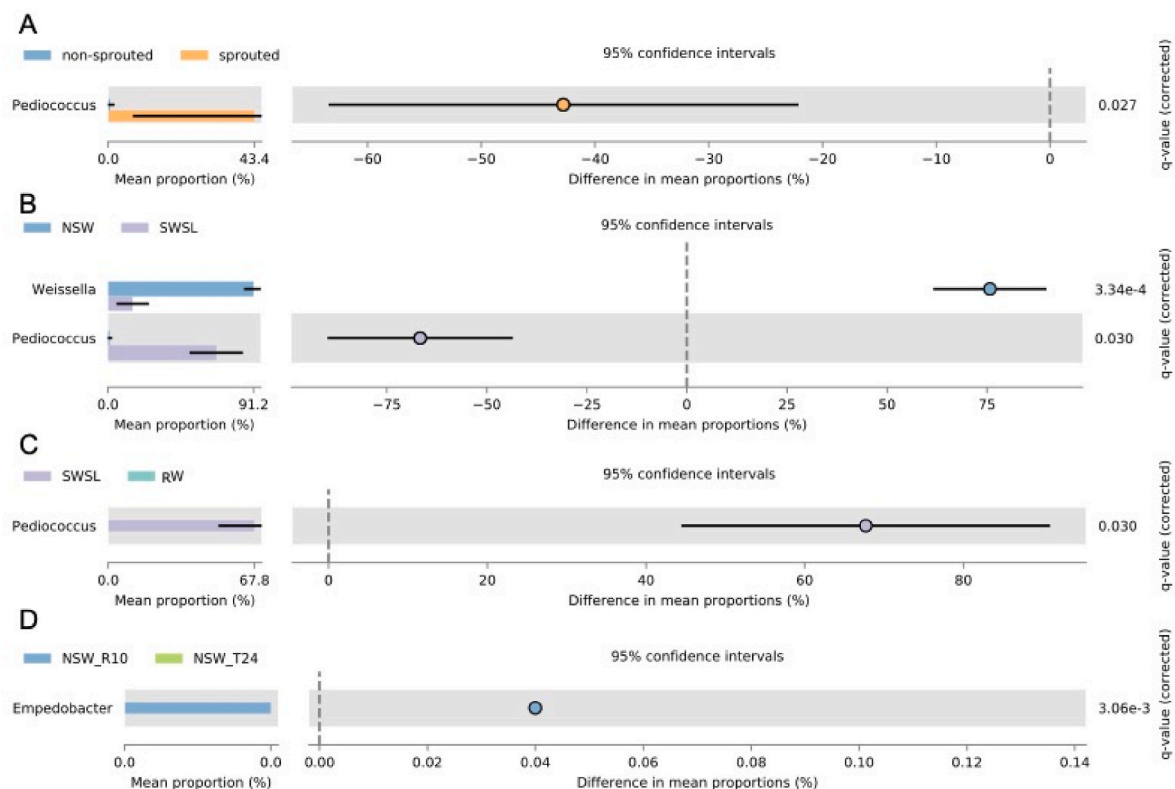 A
non-sprouted sprouted 95% confidence intervals
Pediococcus 0.027
0.0 43.4 −60 −50 −40 −30 −20 −10 0
Mean proportion (%) Difference in mean proportions (%)
q-value (corrected)
B
NSW SWSL 95% confidence intervals
Weissella 3.34e-4
Pediococcus 0.030
0.0 91.2 −75 −50 −25 0 25 50 75
Mean proportion (%) Difference in mean proportions (%)
q-value (corrected)
C
SWSL RW 95% confidence intervals
Pediococcus 0.030
0.0 67.8 0 20 40 60 80
Mean proportion (%) Difference in mean proportions (%)
q-value (corrected)
D
NSW_R10 NSW_T24 95% confidence intervals
Empedobacter 3.06e-3
0.0 0.0 0.00 0.02 0.04 0.06 0.08 0.10 0.12 0.14
Mean proportion (%) Difference in mean proportions (%)
q-value (corrected)